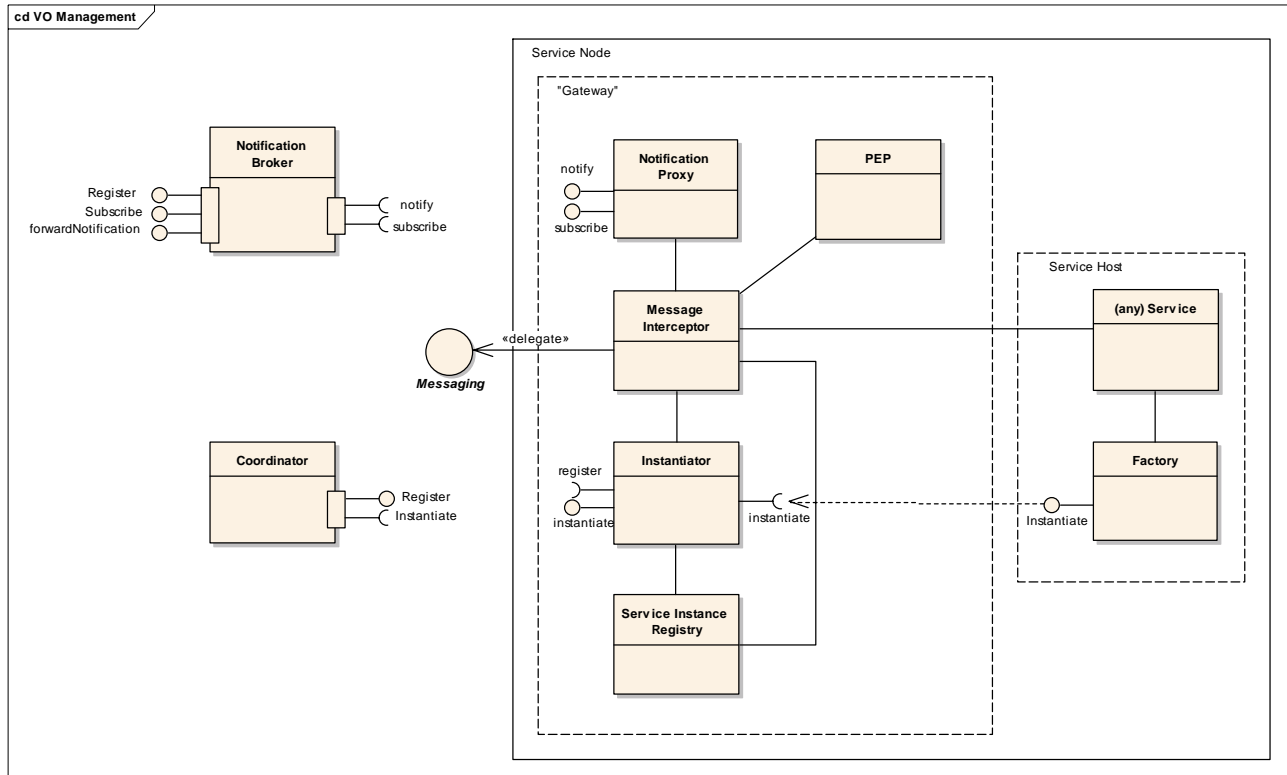 cd VO Management
Service Node
"Gateway"
Notification
Broker
Register
Subscribe
forwardNotification
notify
subscribe
Notification
Proxy
notify
subscribe
PEP
Service Host
Message
Interceptor
(any) Service
«delegate»
Messaging
Coordinator
Register
Instantiate
Instantiator
register
instantiate
instantiate
Factory
Instantiate
Service Instance
Registry